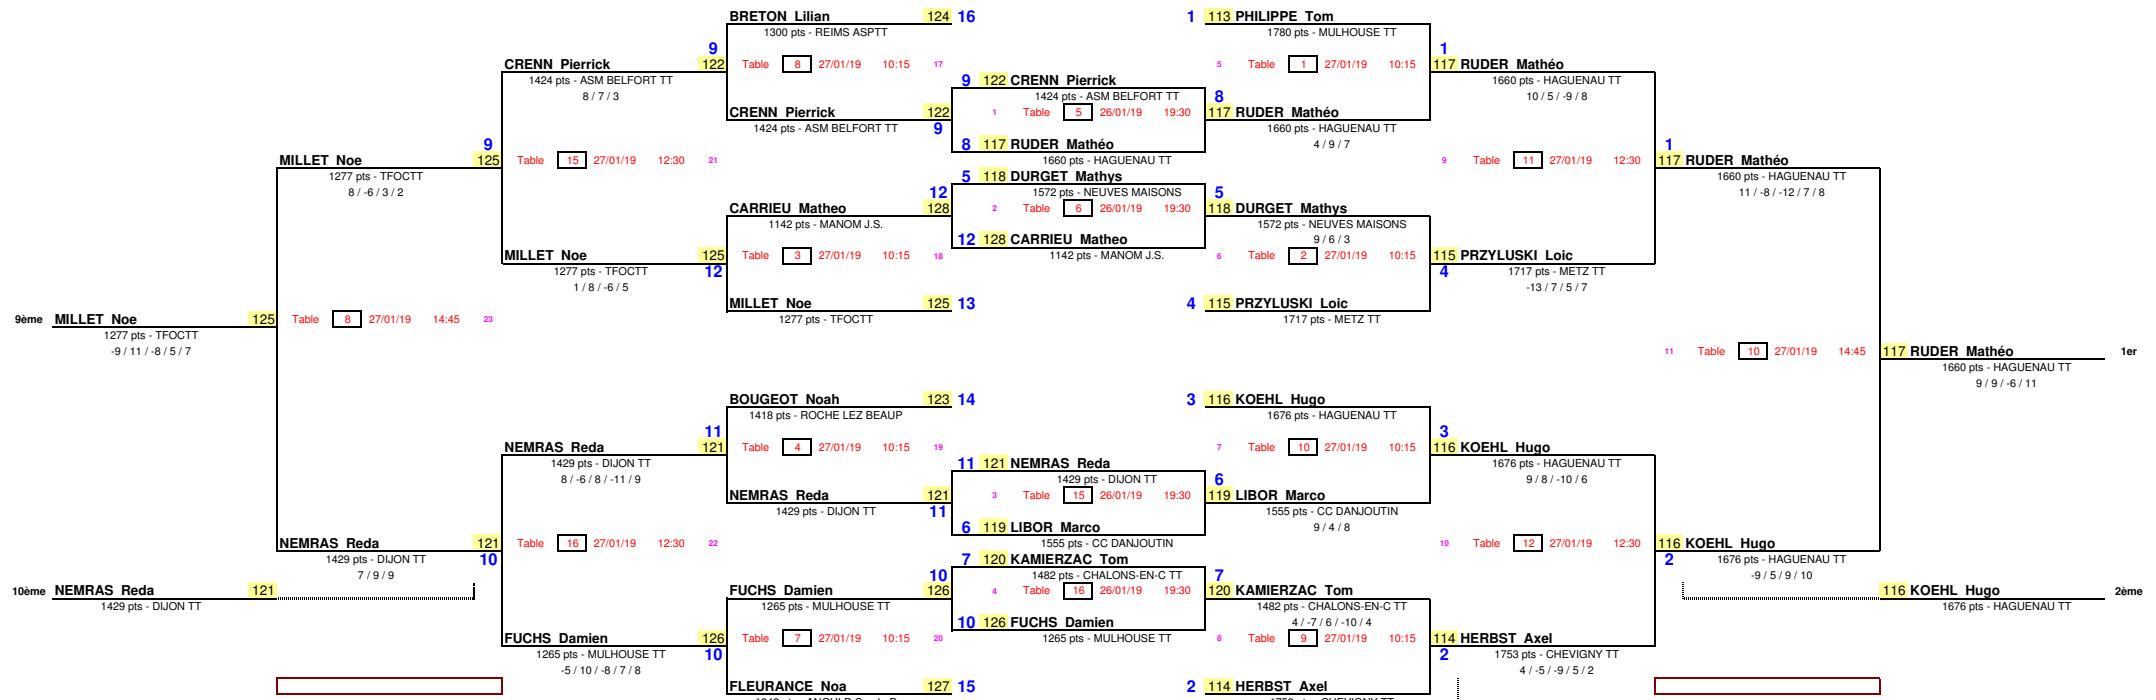 BRETON Lilian 124 16 1 113 PHILIPPE Tom
1300 pts - REIMS ASPTT 1780 pts - MULHOUSE TT
9 1
CRENN Pierrick 122 Table 8 27/01/19 10:15 17 5 Table 1 27/01/19 10:15 117 RUDER Mathéo
1424 pts - ASM BELFORT TT 9 122 CRENN Pierrick 1660 pts - HAGUENAU TT
8 / 7 / 3 1424 pts - ASM BELFORT TT 8 10 / 5 / -9 / 8
CRENN Pierrick 122 1 Table 5 26/01/19 19:30 117 RUDER Mathéo
1424 pts - ASM BELFORT TT 9 1660 pts - HAGUENAU TT
9 8 117 RUDER Mathéo 4 / 9 / 7 1
MILLET Noe 125 Table 15 27/01/19 12:30 21 1660 pts - HAGUENAU TT 9 Table 11 27/01/19 12:30 117 RUDER Mathéo
1277 pts - TFOCTT 5 118 DURGET Mathys 1660 pts - HAGUENAU TT
8 / -6 / 3 / 2 12 1572 pts - NEUVES MAISONS 5 11 / -8 / -12 / 7 / 8
CARRIEU Matheo 128 2 Table 6 26/01/19 19:30 118 DURGET Mathys
1142 pts - MANOM J.S. 1572 pts - NEUVES MAISONS
12 128 CARRIEU Matheo 9 / 6 / 3
MILLET Noe 125 Table 3 27/01/19 10:15 18 1142 pts - MANOM J.S. 6 Table 2 27/01/19 10:15 115 PRZYLUSKI Loic
1277 pts - TFOCTT 12 4 1717 pts - METZ TT
1 / 8 / -6 / 5 -13 / 7 / 5 / 7
MILLET Noe 125 13 4 115 PRZYLUSKI Loic
1277 pts - TFOCTT 1717 pts - METZ TT
9ème MILLET Noe 125 Table 8 27/01/19 14:45 23
1277 pts - TFOCTT
-9 / 11 / -8 / 5 / 7 11 Table 10 27/01/19 14:45 117 RUDER Mathéo 1er
1660 pts - HAGUENAU TT
9 / 9 / -6 / 11
BOUGEOT Noah 123 14 3 116 KOEHL Hugo
1418 pts - ROCHE LEZ BEAUP 1676 pts - HAGUENAU TT
11 3
NEMRAS Reda 121 Table 4 27/01/19 10:15 19 7 Table 10 27/01/19 10:15 116 KOEHL Hugo
1429 pts - DIJON TT 11 121 NEMRAS Reda 1676 pts - HAGUENAU TT
8 / -6 / 8 / -11 / 9 1429 pts - DIJON TT 6 9 / 8 / -10 / 6
NEMRAS Reda 121 3 Table 15 26/01/19 19:30 119 LIBOR Marco
1429 pts - DIJON TT 11 1555 pts - CC DANJOUTIN
6 119 LIBOR Marco 9 / 4 / 8
NEMRAS Reda 121 Table 16 27/01/19 12:30 22 1555 pts - CC DANJOUTIN 10 Table 12 27/01/19 12:30 116 KOEHL Hugo
1429 pts - DIJON TT 10 7 120 KAMIERZAC Tom 2 1676 pts - HAGUENAU TT
7 / 9 / 9 10 1482 pts - CHALONS-EN-C TT 7 -9 / 5 / 9 / 10
10ème NEMRAS Reda 121 FUCHS Damien 126 4 Table 16 26/01/19 19:30 120 KAMIERZAC Tom 116 KOEHL Hugo 2ème
1429 pts - DIJON TT 1265 pts - MULHOUSE TT 1482 pts - CHALONS-EN-C TT 1676 pts - HAGUENAU TT
10 126 FUCHS Damien 4 / -7 / 6 / -10 / 4
FUCHS Damien 126 Table 7 27/01/19 10:15 20 1265 pts - MULHOUSE TT 8 Table 9 27/01/19 10:15 114 HERBST Axel
1265 pts - MULHOUSE TT 10 2 1753 pts - CHEVIGNY TT
-5 / 10 / -8 / 7 / 8 4 / -5 / -9 / 5 / 2
FLEURANCE Noa 127 15 2 114 HERBST Axel